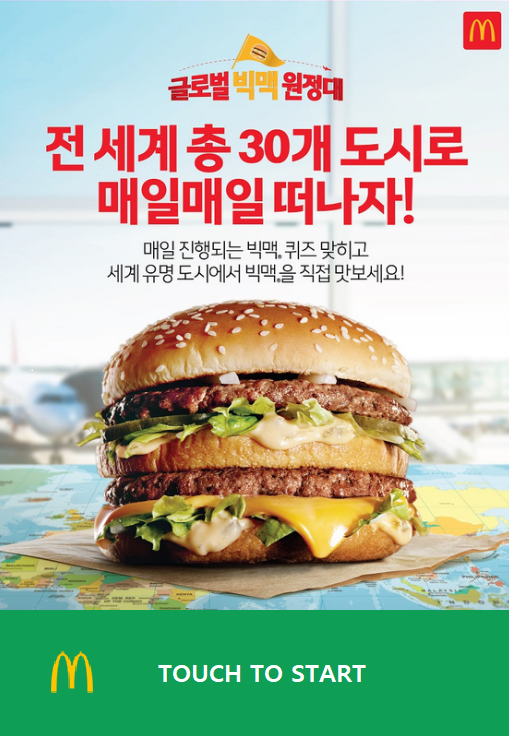 글로벌 빅맥 원정대
전 세계 총 30개 도시로
매일매일 떠나자!
매일 진행되는 빅맥® 퀴즈 맞히고
세계 유명 도시에서 빅맥®을 직접 맛보세요!
KENYA
PHILIPPINES
TOUCH TO START